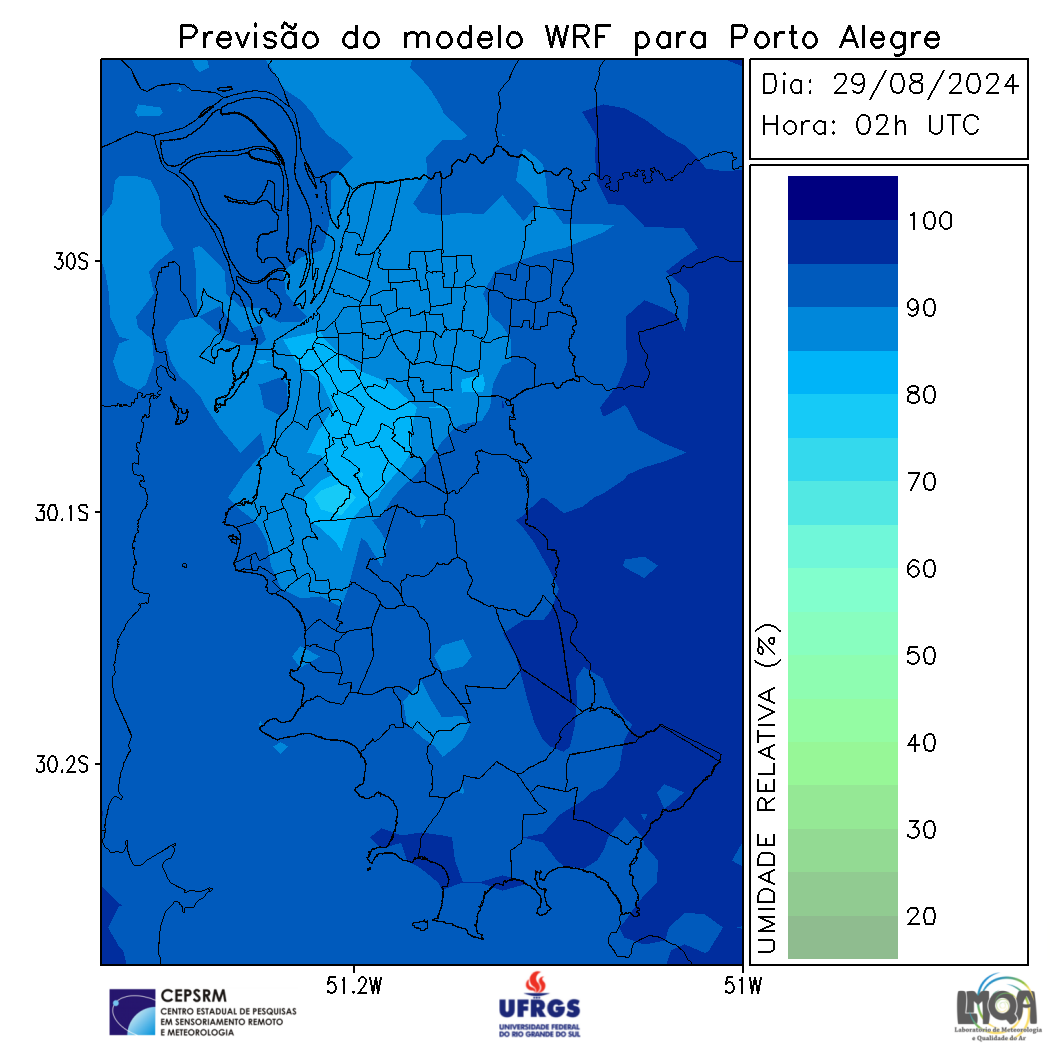 Previsão do modelo WRF para Porto Alegre
Dia: 29/08/2024
Hora: 02h UTC
30S
30.1S
30.2S
51.2W
51W
UMIDADE RELATIVA (%)
100
90
80
70
60
50
40
30
20
CEPSRM
CENTRO ESTADUAL DE PESQUISAS
EM SENSORIAMENTO REMOTO
E METEOROLOGIA
UFRGS
UNIVERSIDADE FEDERAL
DO RIO GRANDE DO SUL
LMQA
Laboratório de Meteorologia
e Qualidade do Ar